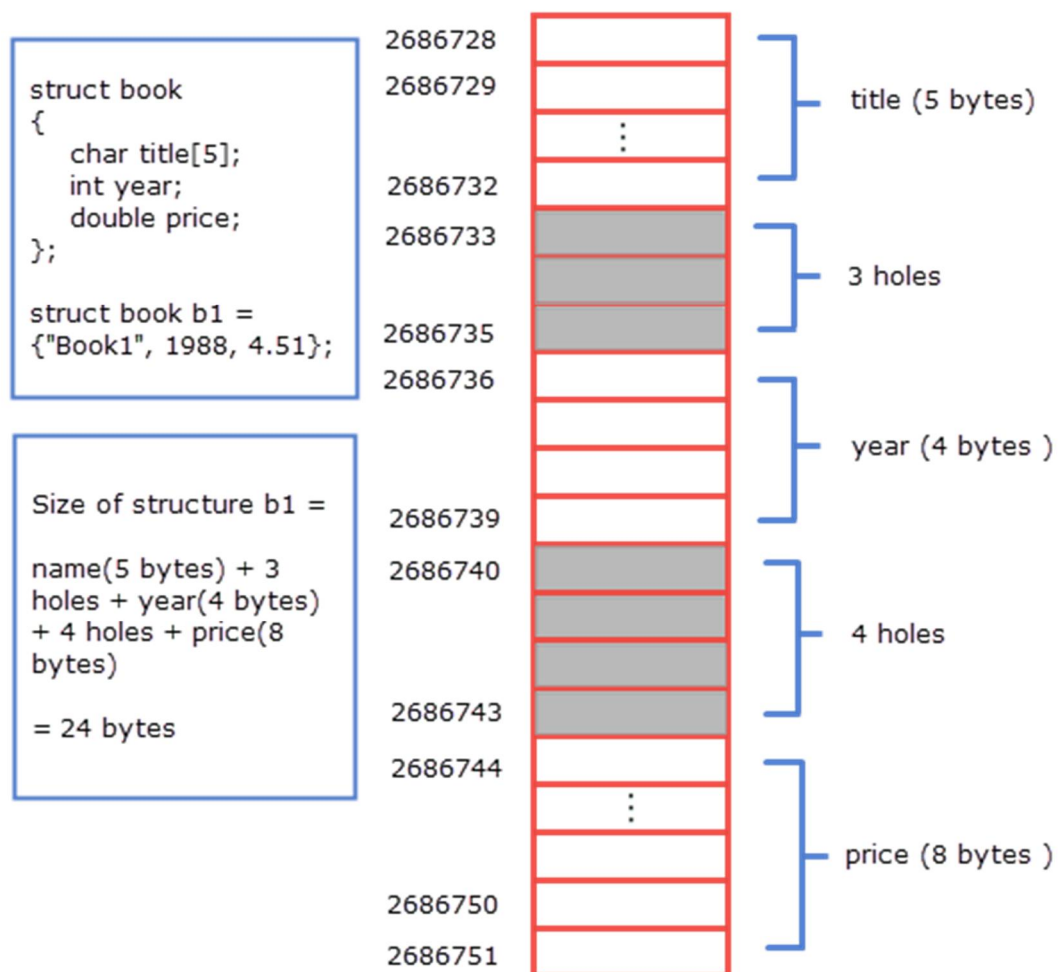 struct book
{
char title[5];
int year;
double price;
};
struct book b1 =
{"Book1", 1988, 4.51};
Size of structure b1 =
name(5 bytes) + 3
holes + year(4 bytes)
+ 4 holes + price(8
bytes)
= 24 bytes
2686728
2686729
⋮
2686732
2686733
2686735
2686736
2686739
2686740
2686743
2686744
⋮
2686750
2686751
title (5 bytes)
3 holes
year (4 bytes )
4 holes
price (8 bytes )